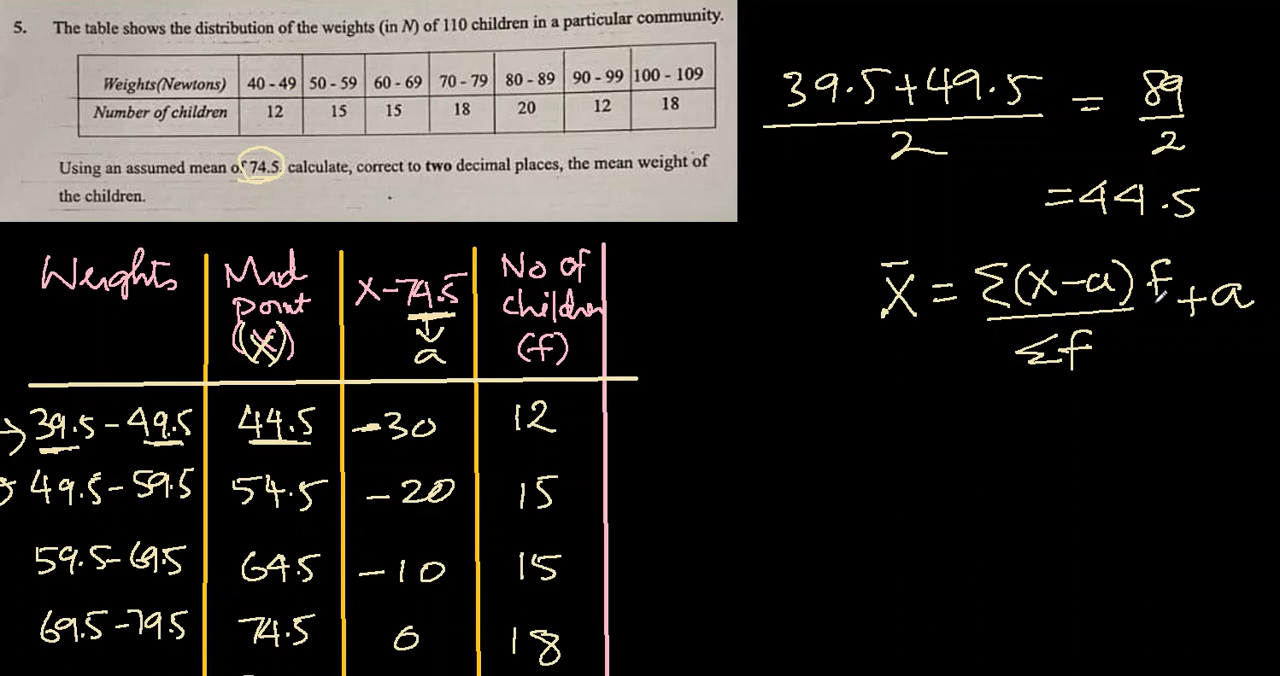 5. The table shows the distribution of the weights (in N) of 110 children in a particular community.
Weights(Newtons) 40 - 49 50 - 59 60 - 69 70 - 79 80 - 89 90 - 99 100 - 109
Number of children 12 15 15 18 20 12 18
Using an assumed mean of 74.5 calculate, correct to two decimal places, the mean weight of
the children.
39.5+49.5 = 89
2 2
=44.5
x̄ = Σ(x-a) f + a
Σf
Weights Mid point (x) x-74.5 No of children (f)
↓
a
→ 39.5-49.5 44.5 -30 12
49.5-59.5 54.5 -20 15
59.5-69.5 64.5 -10 15
69.5-79.5 74.5 0 18